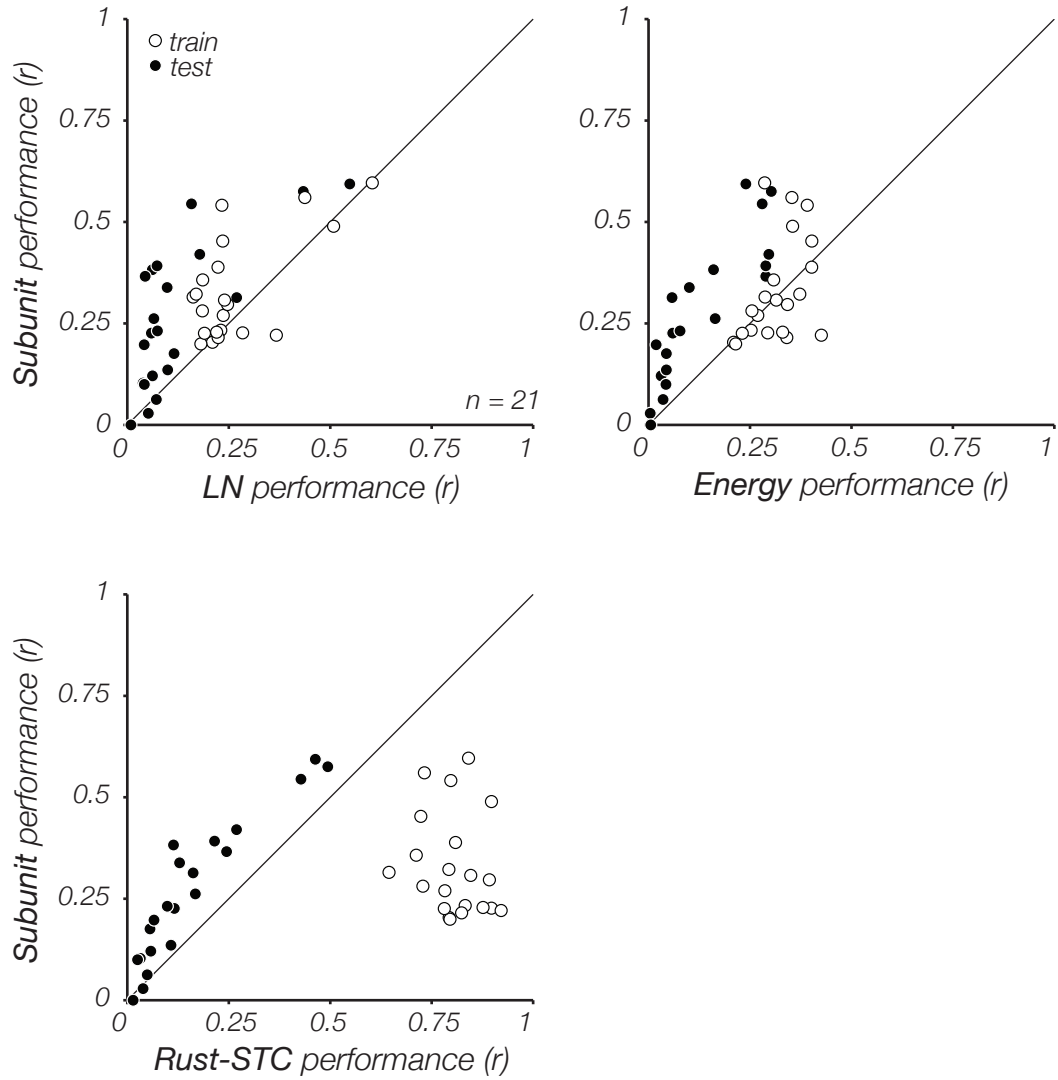 1
train
test
0.75
0.5
0.25
0
Subunit performance (r)
n = 21
0 0.25 0.5 0.75 1
LN performance (r)
1
0.75
0.5
0.25
0
Subunit performance (r)
0 0.25 0.5 0.75 1
Energy performance (r)
1
0.75
0.5
0.25
0
Subunit performance (r)
0 0.25 0.5 0.75 1
Rust-STC performance (r)